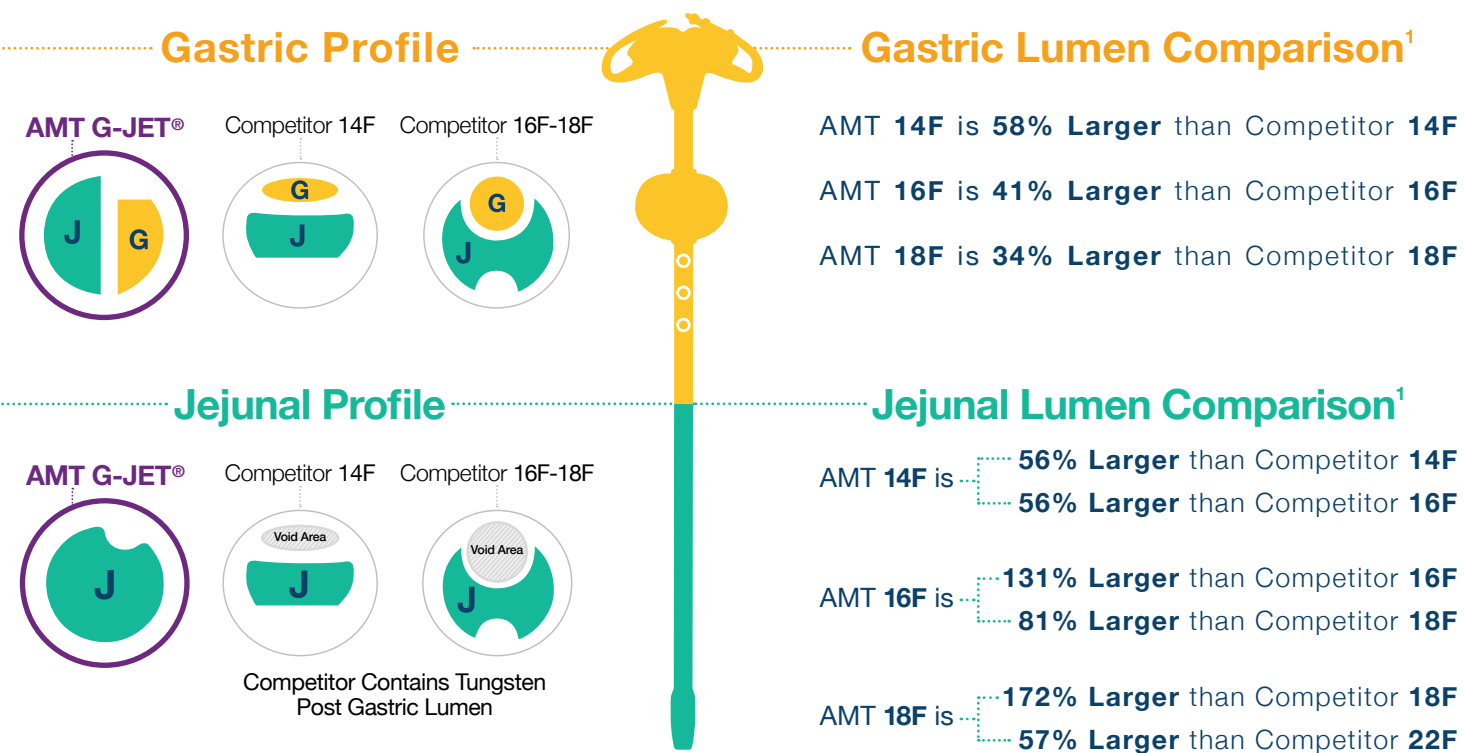 Gastric Profile
AMT G-JET®
Competitor 14F
Competitor 16F-18F
J
G
G
J
G
J
Gastric Lumen Comparison¹
AMT 14F is 58% Larger than Competitor 14F
AMT 16F is 41% Larger than Competitor 16F
AMT 18F is 34% Larger than Competitor 18F
Jejunal Profile
AMT G-JET®
Competitor 14F
Competitor 16F-18F
J
Void Area
J
Void Area
J
Competitor Contains Tungsten
Post Gastric Lumen
Jejunal Lumen Comparison¹
AMT 14F is
56% Larger than Competitor 14F
56% Larger than Competitor 16F
AMT 16F is
131% Larger than Competitor 16F
81% Larger than Competitor 18F
AMT 18F is
172% Larger than Competitor 18F
57% Larger than Competitor 22F